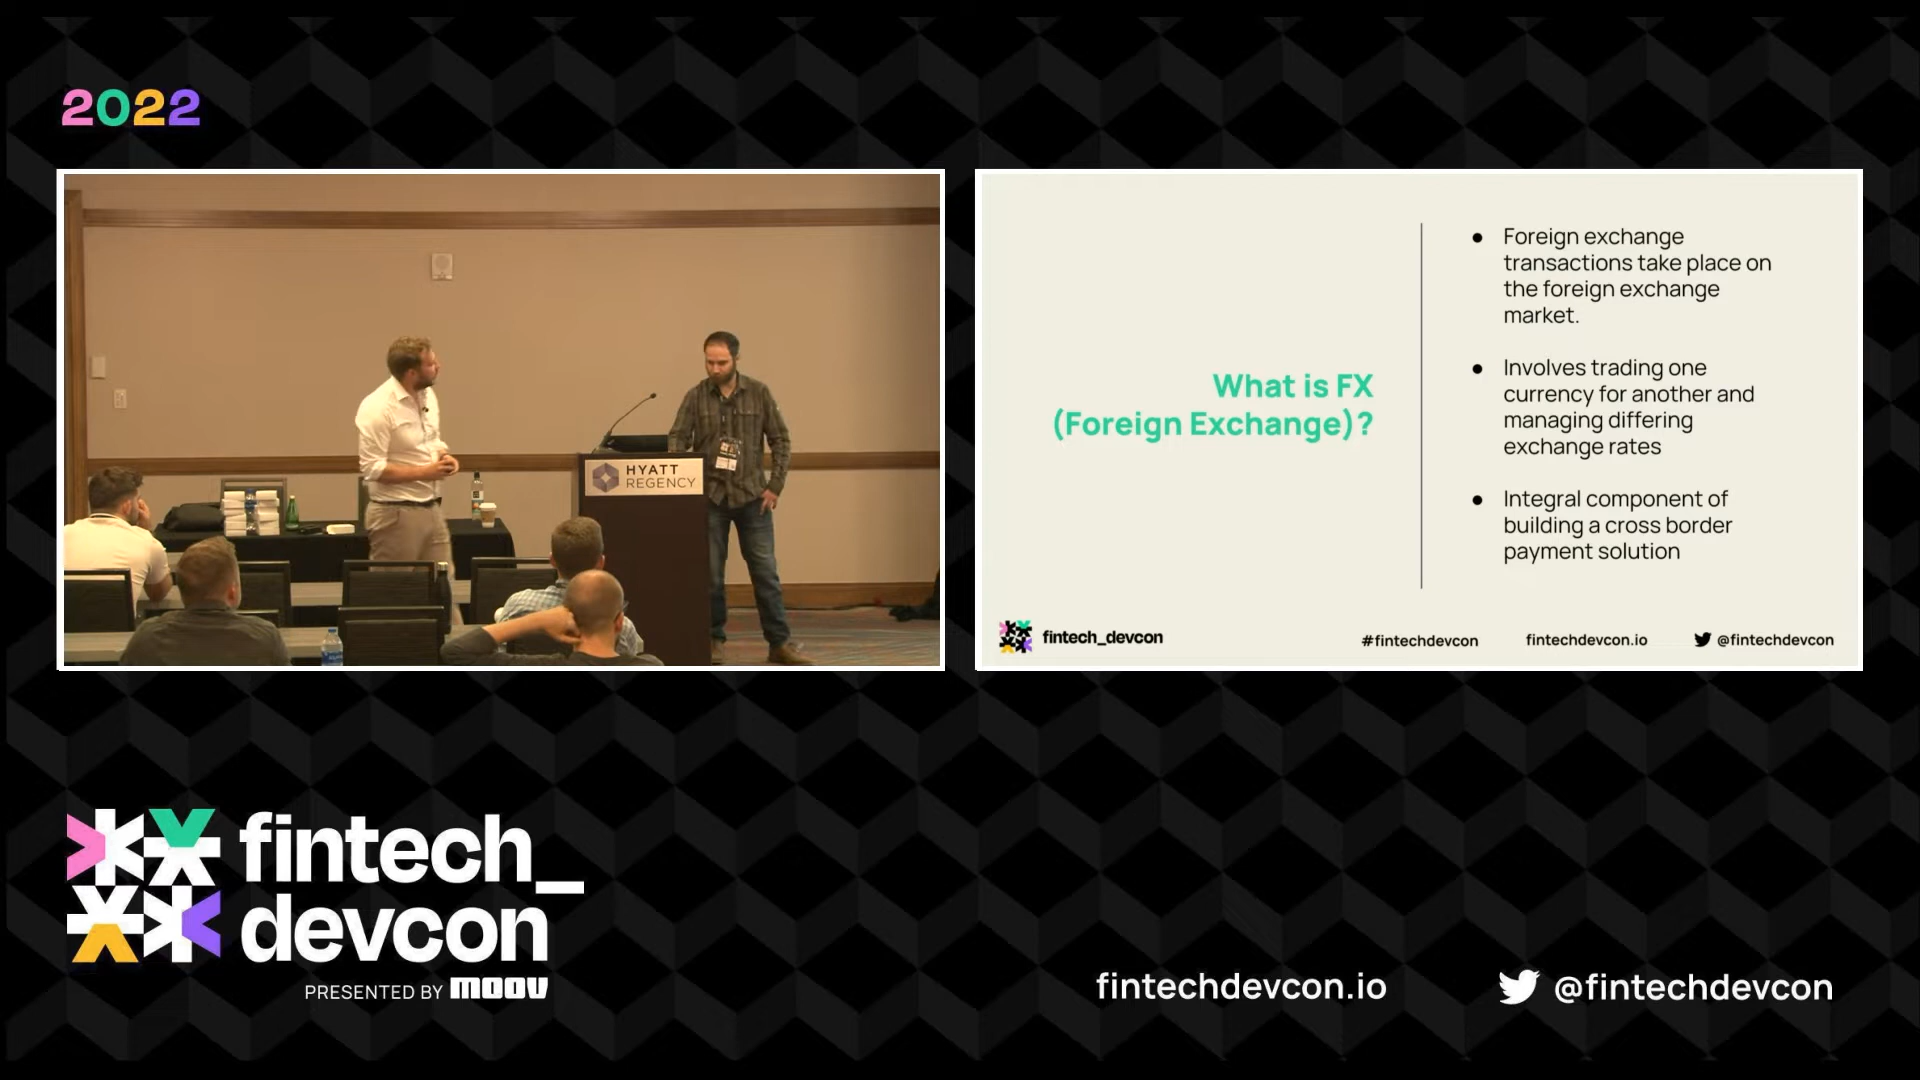 2022
HYATT
REGENCY
What is FX
(Foreign Exchange)?
● Foreign exchange
transactions take place on
the foreign exchange
market.
● Involves trading one
currency for another and
managing differing
exchange rates
● Integral component of
building a cross border
payment solution
fintech_devcon
#fintechdevcon
fintechdevcon.io
@fintechdevcon
fintech_
devcon
PRESENTED BY moov
fintechdevcon.io
@fintechdevcon